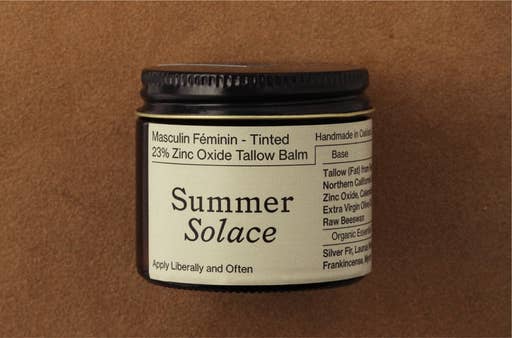 Masculin Féminin - Tinted
23% Zinc Oxide Tallow Balm
Summer
Solace
Apply Liberally and Often
Handmade in
Base
Tallow (Fat) from
Northern
Zinc Oxide,
Extra Virgin
Raw Beeswax
Organic
Silver Fir,
Frankincense,